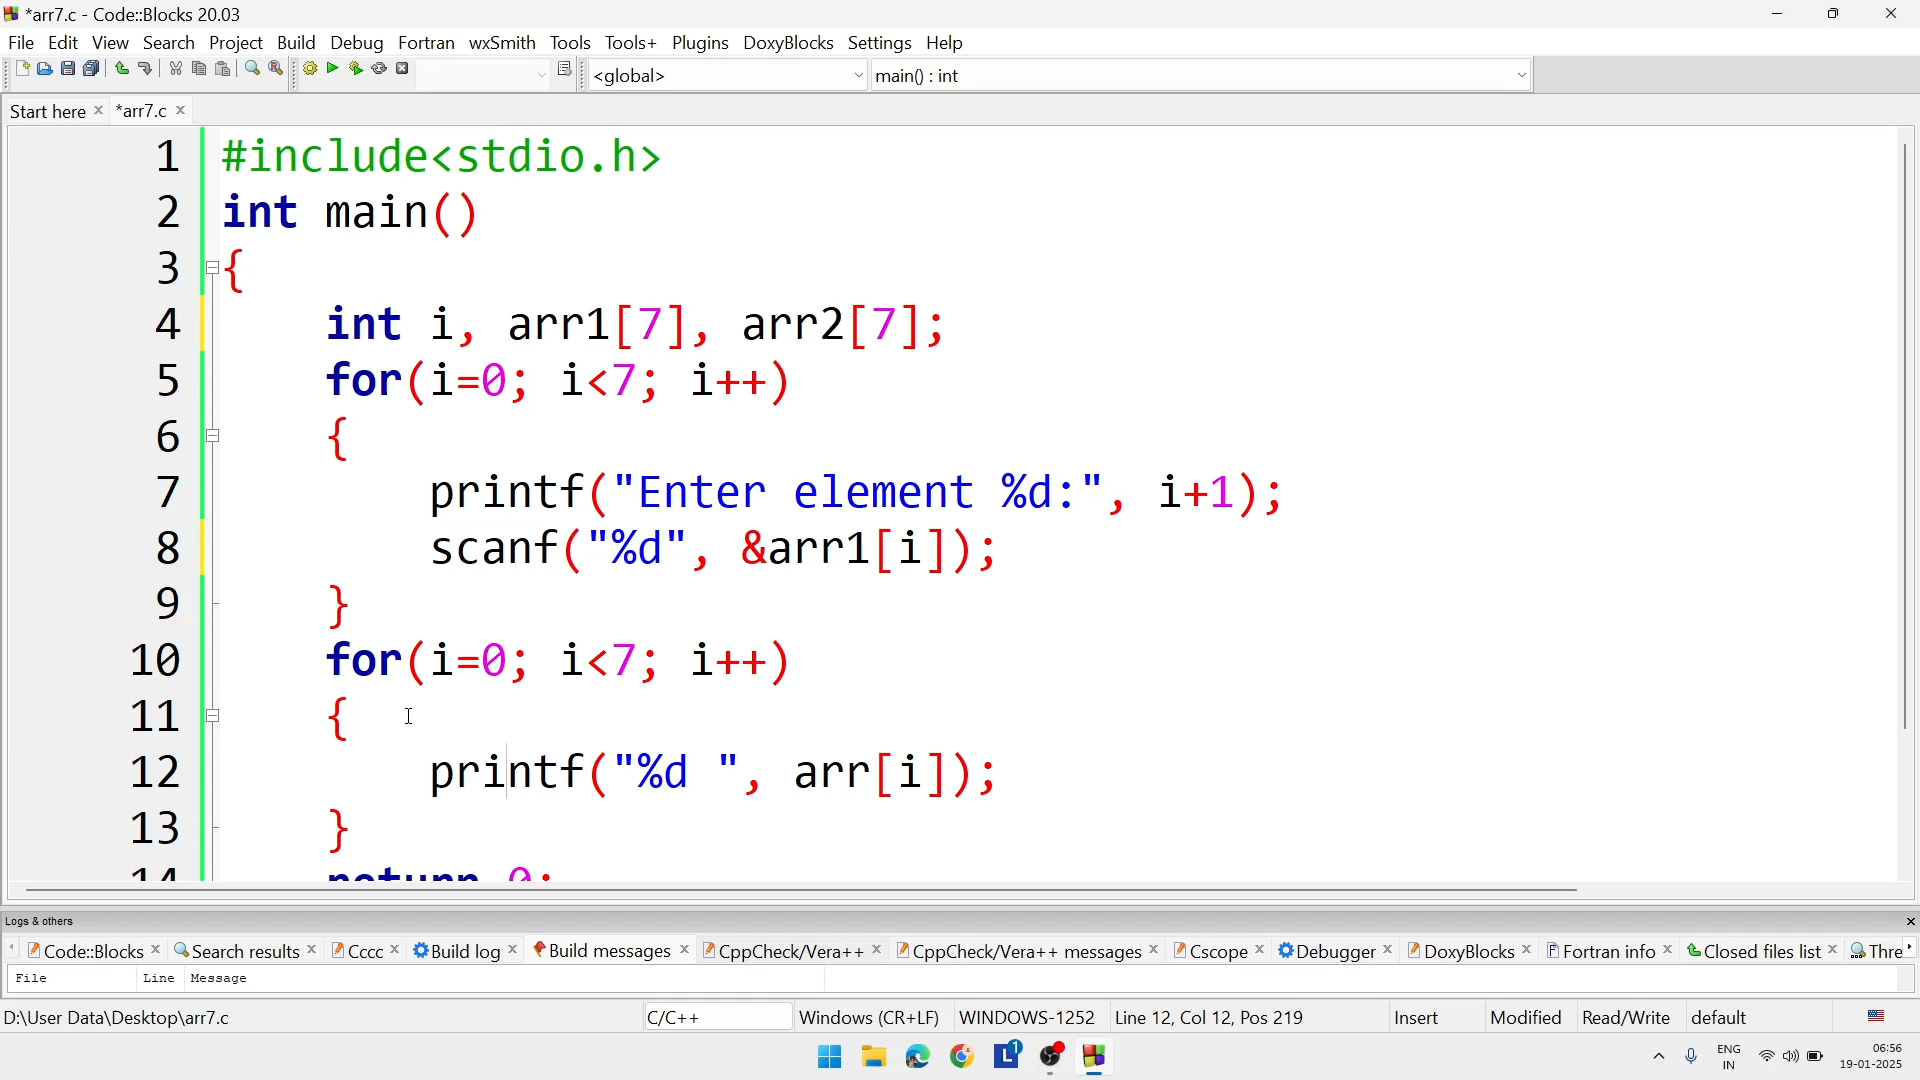 *arr7.c - Code::Blocks 20.03
File Edit View Search Project Build Debug Fortran wxSmith Tools Tools+ Plugins DoxyBlocks Settings Help
<global> main() : int
Start here *arr7.c
1 #include<stdio.h>
2 int main()
3 {
4 int i, arr1[7], arr2[7];
5 for(i=0; i<7; i++)
6 {
7 printf("Enter element %d:", i+1);
8 scanf("%d", &arr1[i]);
9 }
10 for(i=0; i<7; i++)
11 {
12 printf("%d ", arr[i]);
13 }
14 return 0;
Logs & others
Code::Blocks Search results Cccc Build log Build messages CppCheck/Vera++ CppCheck/Vera++ messages Cscope Debugger DoxyBlocks Fortran info Closed files list Thre
File Line Message
D:\User Data\Desktop\arr7.c C/C++ Windows (CR+LF) WINDOWS-1252 Line 12, Col 12, Pos 219 Insert Modified Read/Write default
L 1 ENG IN 06:56 19-01-2025